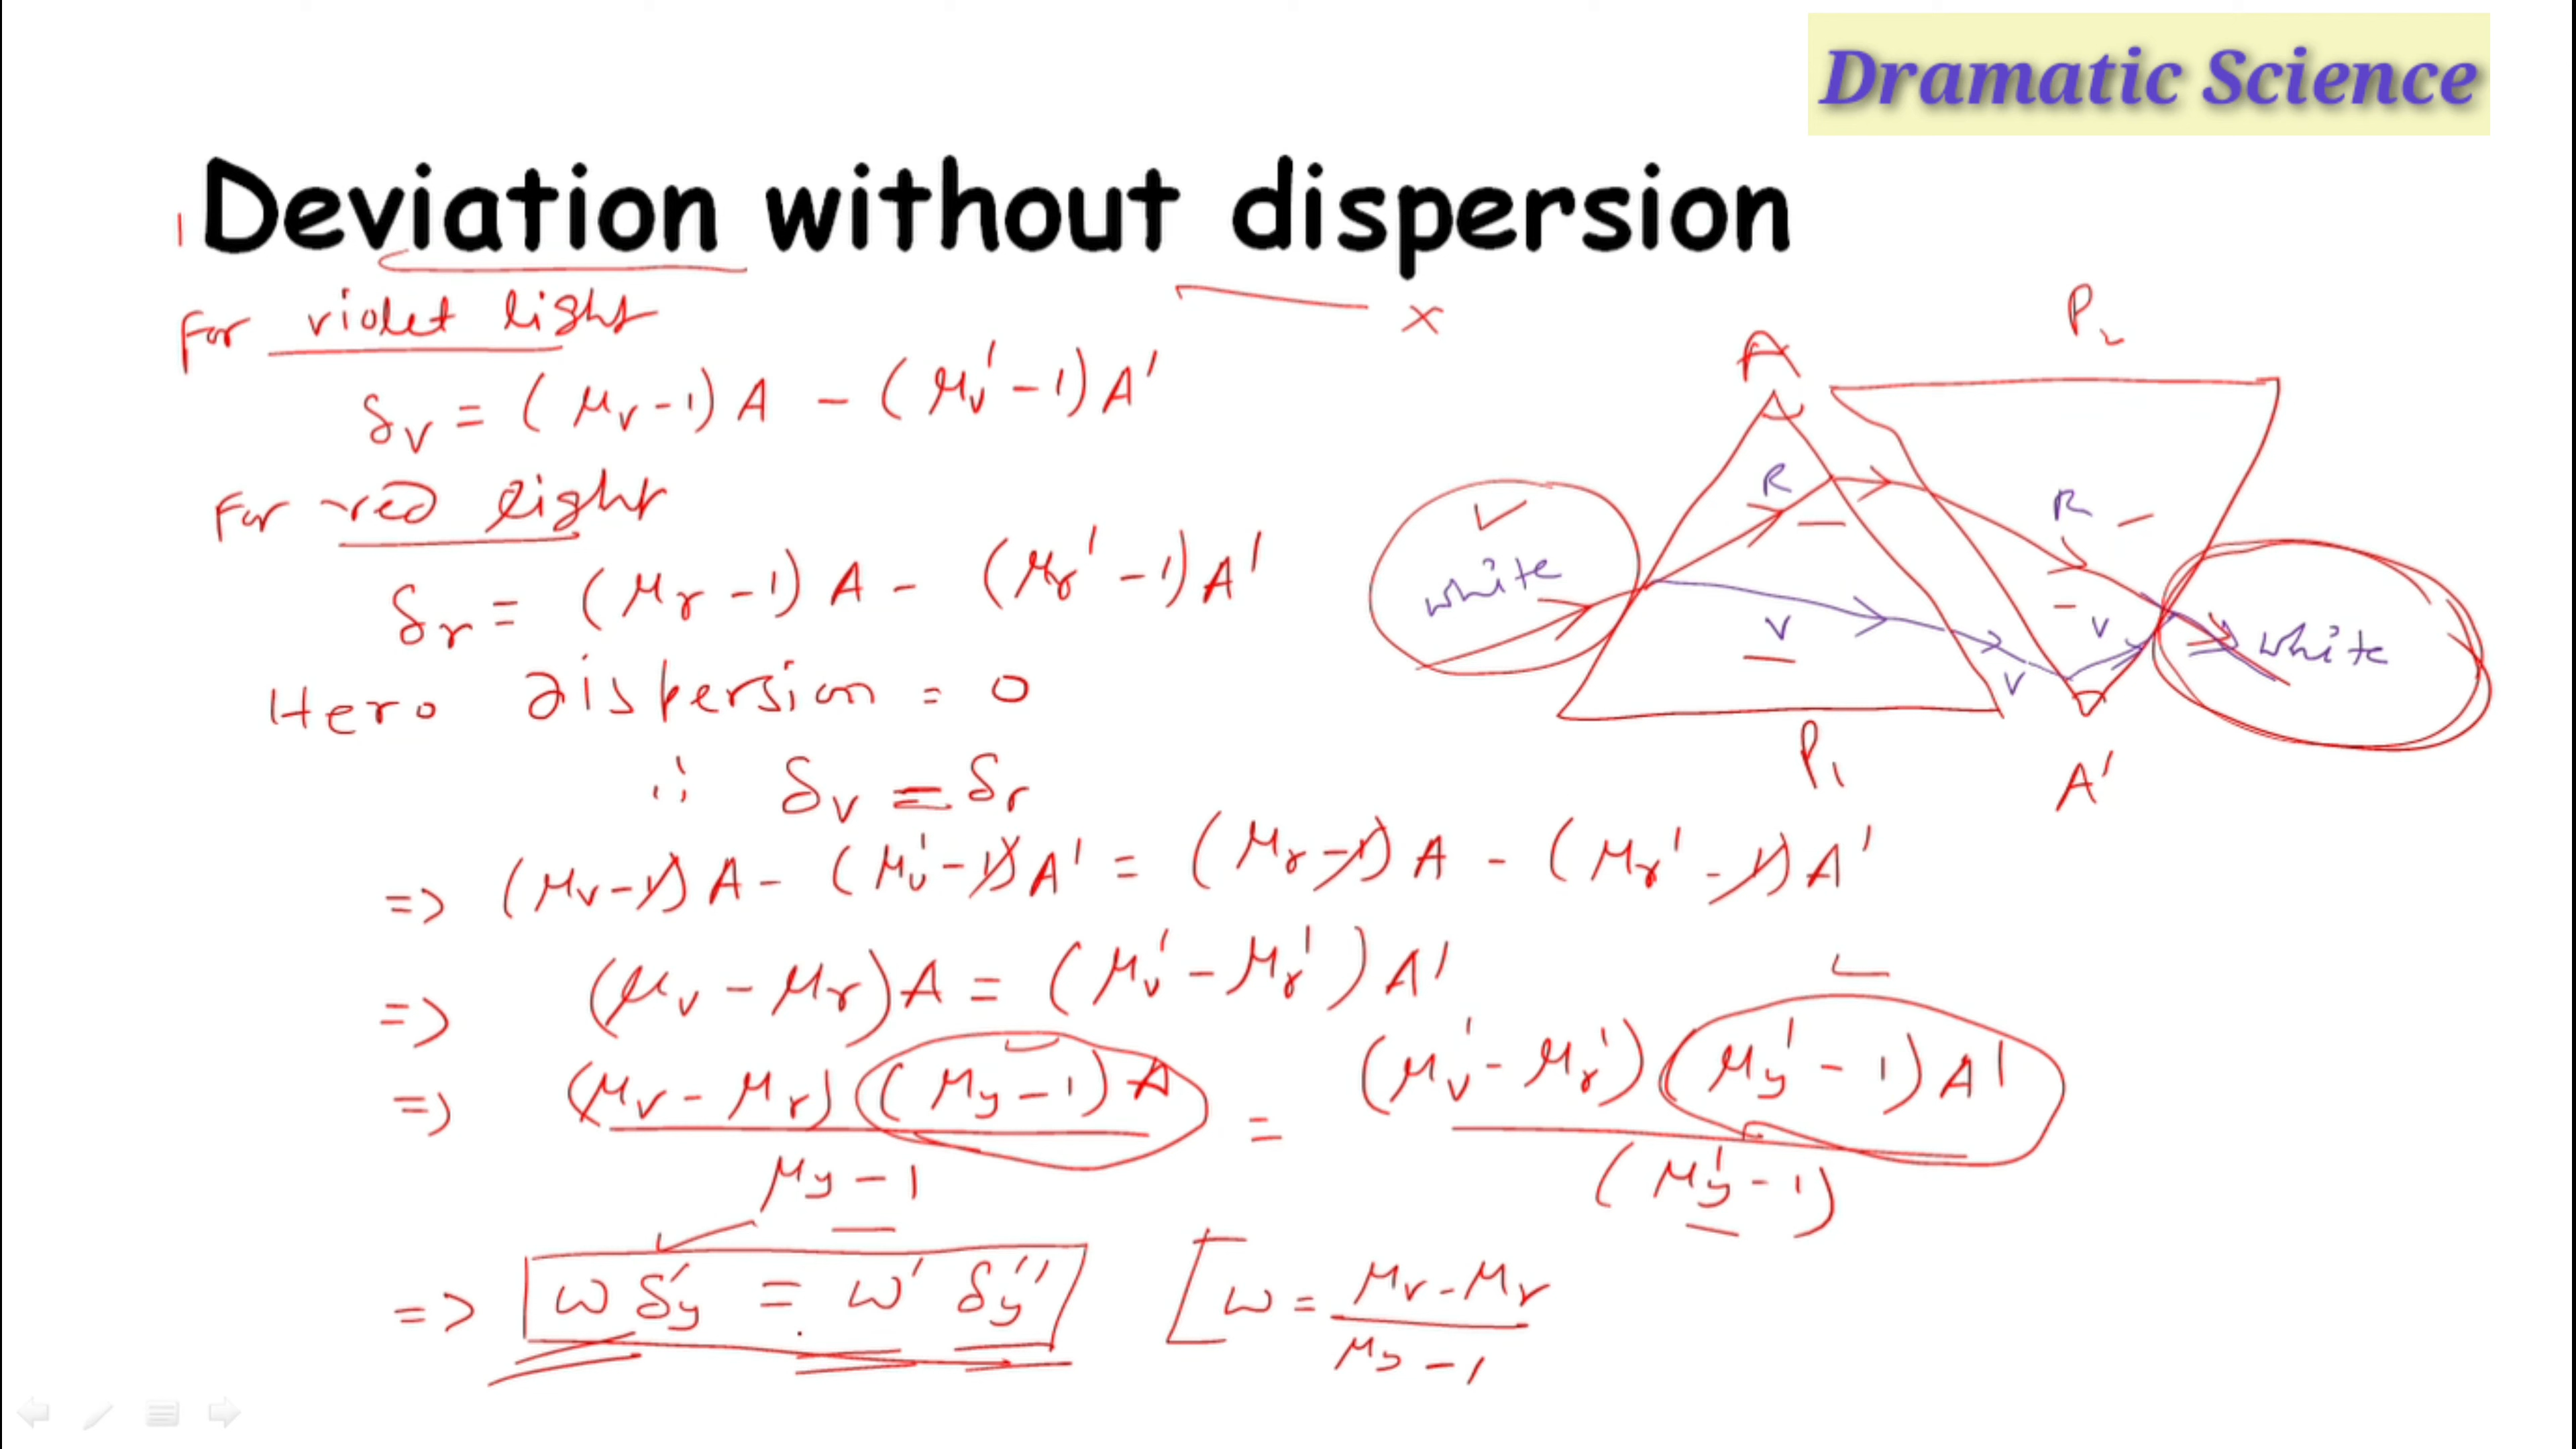 Dramatic Science
Deviation without dispersion
For violet light
δv = (μv-1)A - (μv'-1)A'
For red light
δr = (μr-1)A - (μr'-1)A'
Here dispersion = 0
∴ δv = δr
=> (μv-1)A - (μv'-1)A' = (μr-1)A - (μr'-1)A'
=> (μv - μr)A = (μv' - μr')A'
=> (μv - μr)(μy-1)A / μy-1 = (μv' - μr')(μy'-1)A' / (μy'-1)
=> ω δy' = ω' δy'' [ω = μv-μr / μy-1
A
P2
R
R
white
v
v
v
white
P1
A'